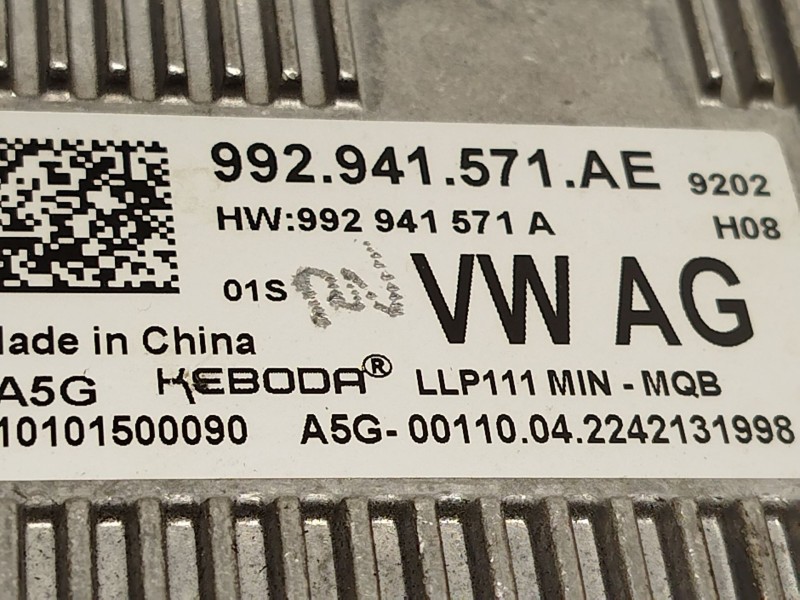 992.941.571.AE 9202
HW:992 941 571 A H08
01S VW AG
ade in China
A5G KEBODA® LLP111 MIN - MQB
10101500090 A5G- 00110.04.2242131998